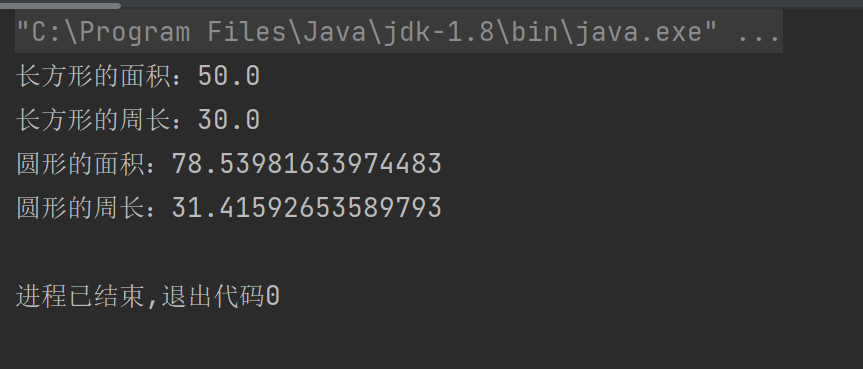 "C:\Program Files\Java\jdk-1.8\bin\java.exe" ...
长方形的面积：50.0
长方形的周长：30.0
圆形的面积：78.53981633974483
圆形的周长：31.41592653589793
进程已结束,退出代码0